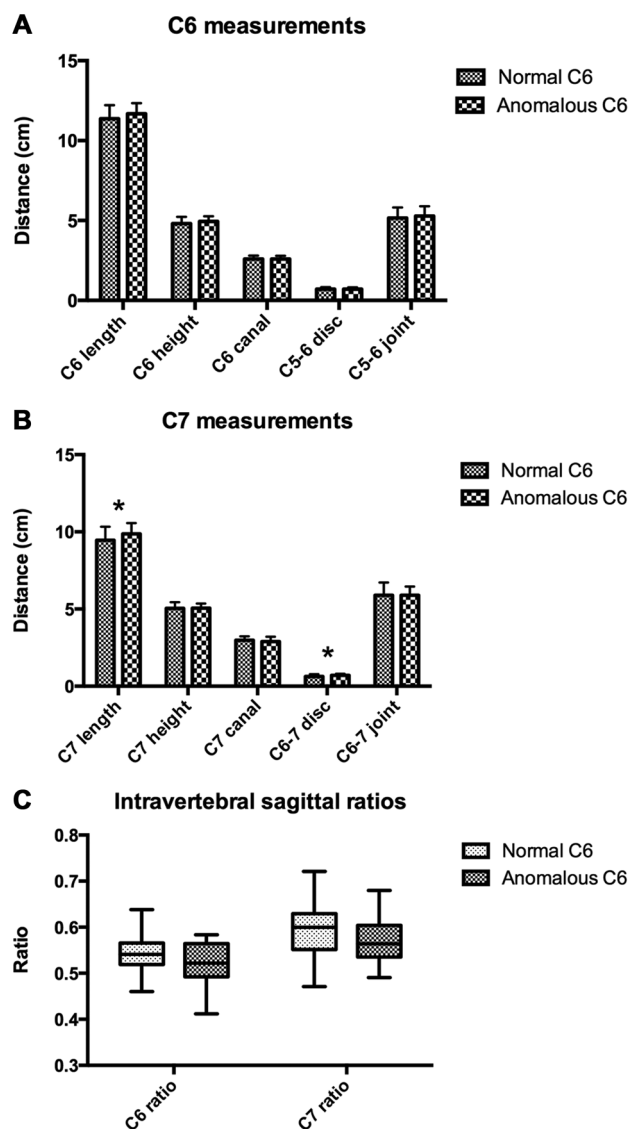 A
C6 measurements
Normal C6
Anomalous C6
Distance (cm)
15
10
5
0
C6 length
C6 height
C6 canal
C5-6 disc
C5-6 joint
B
C7 measurements
Normal C6
Anomalous C6
Distance (cm)
15
10
5
0
*
*
C7 length
C7 height
C7 canal
C6-7 disc
C6-7 joint
C
Intravertebral sagittal ratios
Normal C6
Anomalous C6
Ratio
0.8
0.7
0.6
0.5
0.4
0.3
C6 ratio
C7 ratio